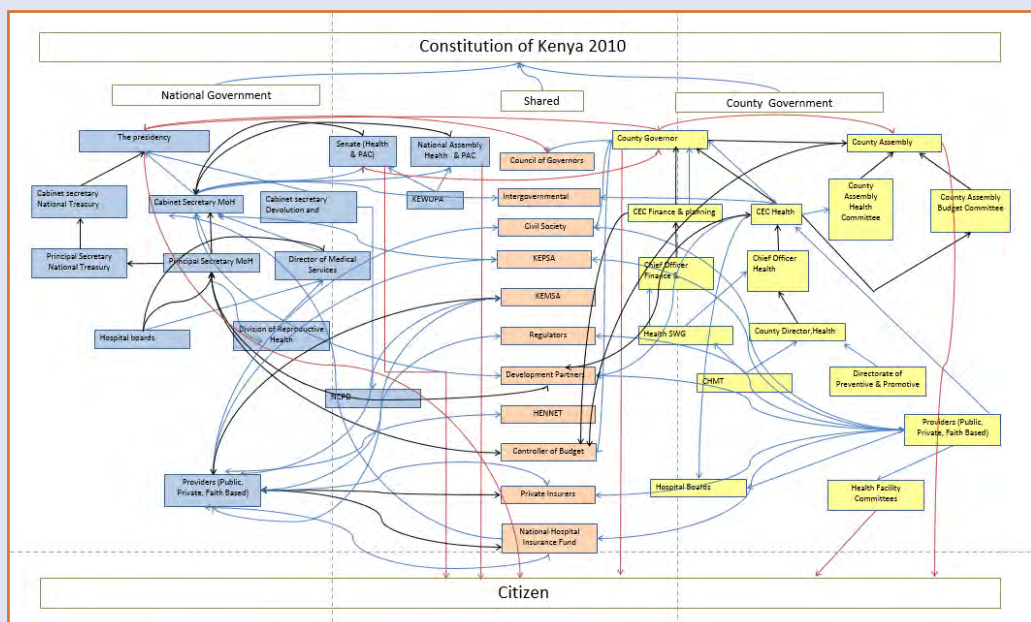 Constitution of Kenya 2010
National Government
Shared
County Government
The presidency
Senate (Health
& PAC)
National Assembly
Health & PAC
Council of Governors
County Governor
County Assembly
Cabinet secretary
National Treasury
Cabinet Secretary MoH
Cabinet secretary
Devolution and
KEWOPA
Intergovernmental
CEC Finance & planning
CEC Health
County
Assembly
Health
Committee
County Assembly
Budget Committee
Civil Society
Principal Secretary
National Treasury
Principal Secretary MoH
Director of Medical
Services
KEPSA
Chief Officer
Finance &
Chief Officer
Health
KEMSA
Hospital boards
Division of Reproductive
Health
Regulators
Health SWG
County Director,Health
Development Partners
CHMT
Directorate of
Preventive & Promotive
NCPD
HENNET
Providers (Public,
Private, Faith Based)
Controller of Budget
Providers (Public,
Private, Faith Based)
Private Insurers
Hospital Boards
Health Facility
Committees
National Hospital
Insurance Fund
Citizen